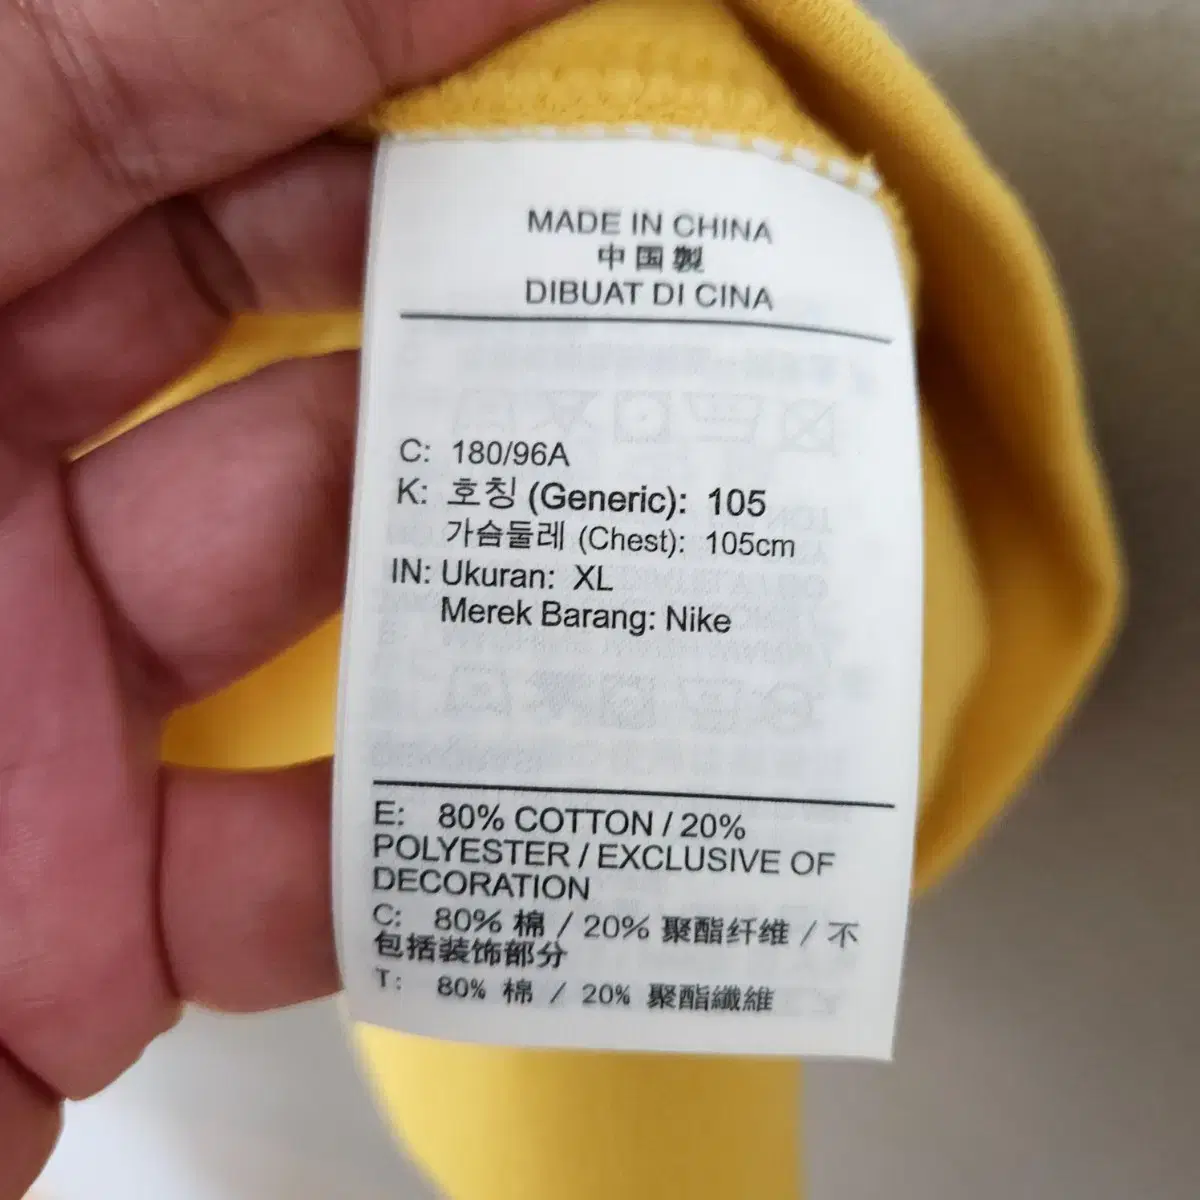 MADE IN CHINA
中国製
DIBUAT DI CINA
C: 180/96A
K: 호칭 (Generic): 105
가슴둘레 (Chest): 105cm
IN: Ukuran: XL
Merek Barang: Nike
E: 80% COTTON / 20%
POLYESTER / EXCLUSIVE OF
DECORATION
C: 80% 棉 / 20% 聚酯纤维 / 不
包括装饰部分
T: 80% 棉 / 20% 聚酯纖維